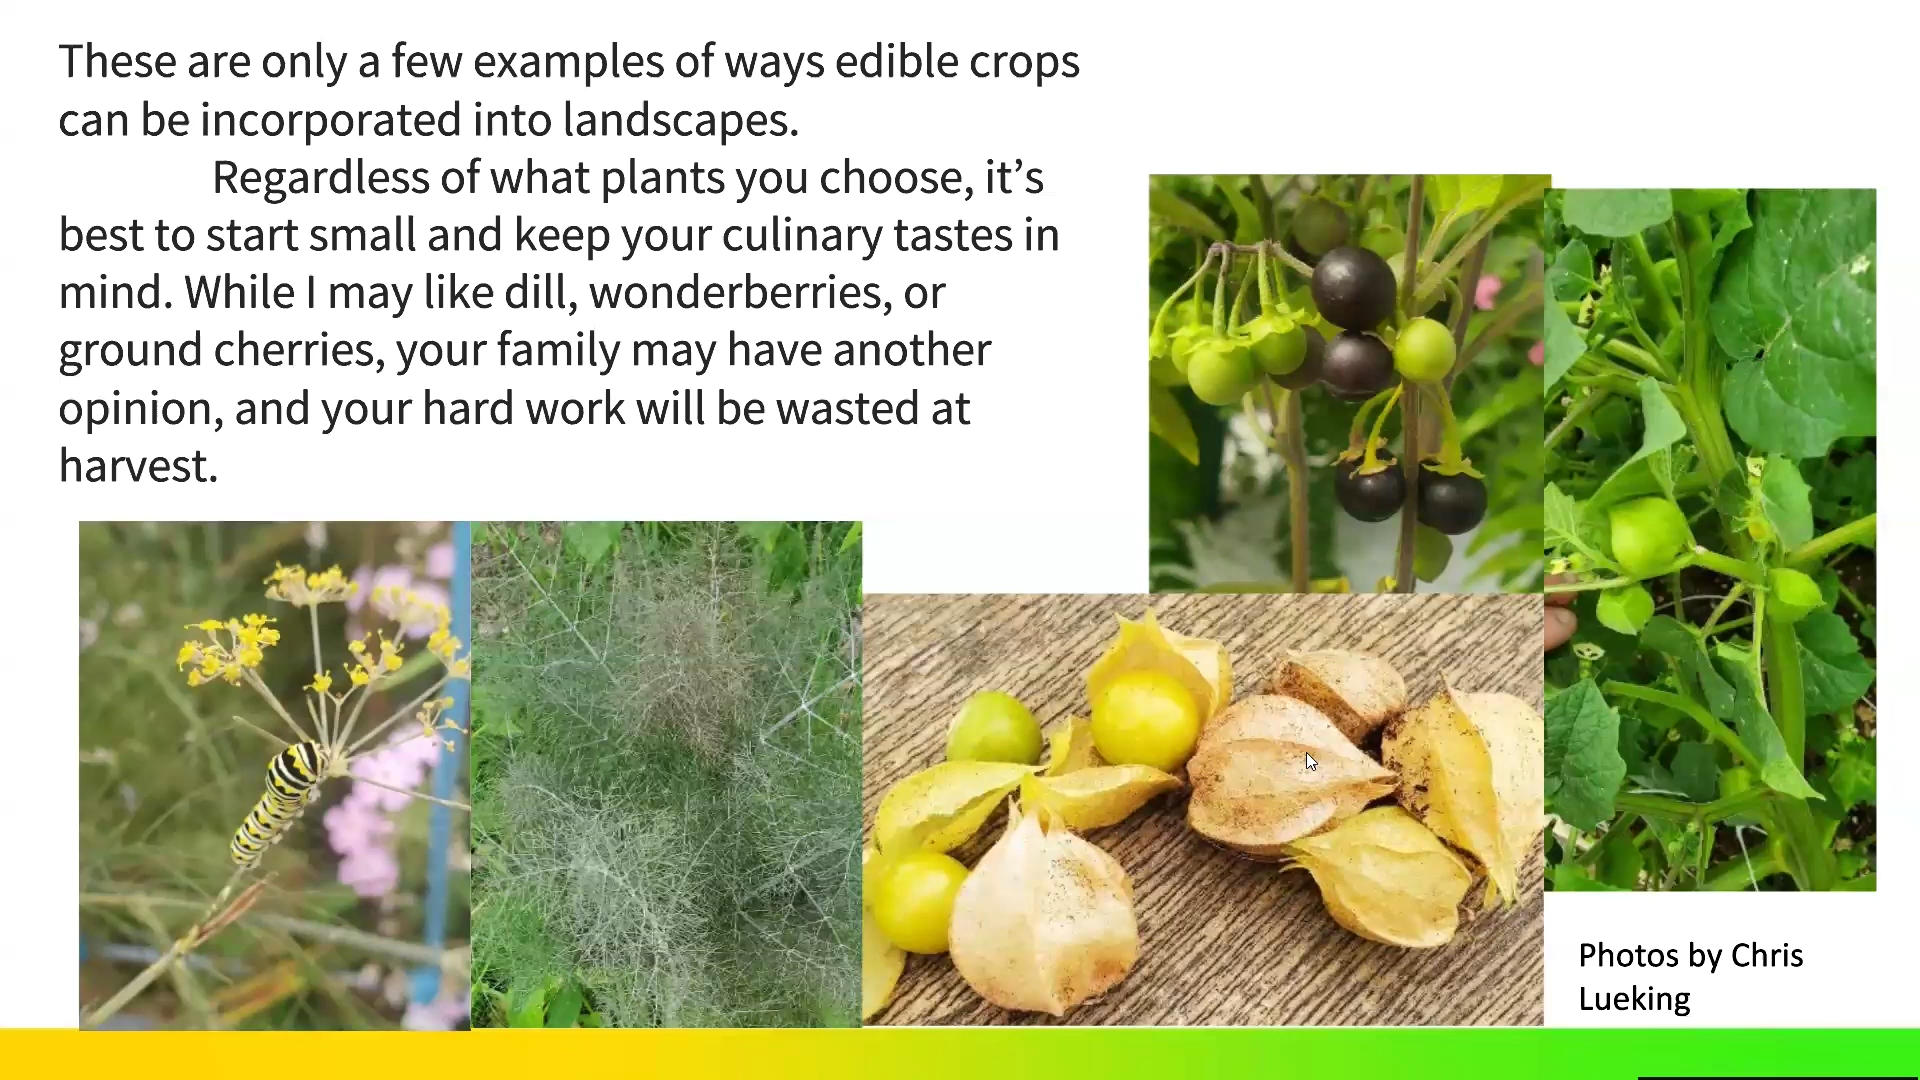 These are only a few examples of ways edible crops
can be incorporated into landscapes.
Regardless of what plants you choose, it’s
best to start small and keep your culinary tastes in
mind. While I may like dill, wonderberries, or
ground cherries, your family may have another
opinion, and your hard work will be wasted at
harvest.
Photos by Chris
Lueking